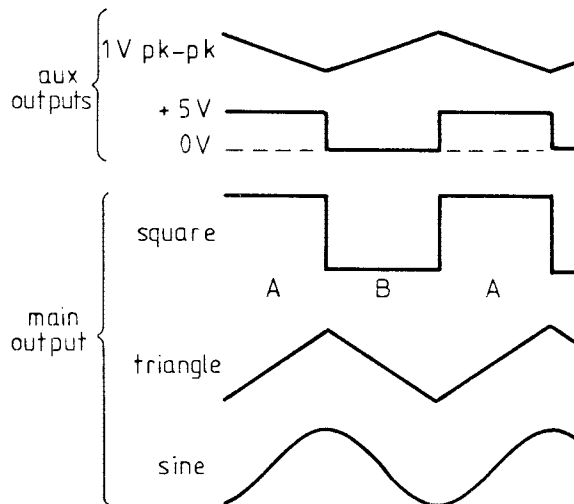 1V pk-pk
aux
outputs
+5V
0V
square
A B A
main
output
triangle
sine